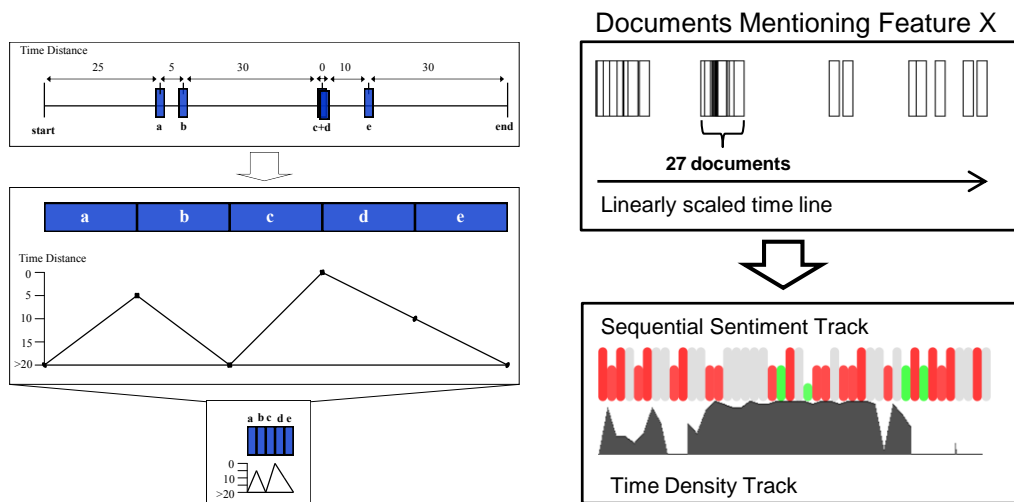 Time Distance
25 5 30 0 10 30
start a b c+d e end
a b c d e
Time Distance
0
5
10
15
>20
a b c d e
0
10
>20
Documents Mentioning Feature X
27 documents
Linearly scaled time line
Sequential Sentiment Track
Time Density Track